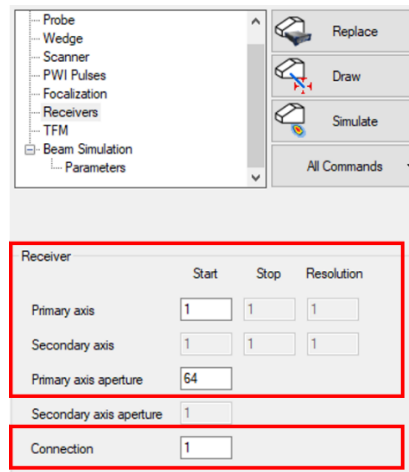 Probe
Wedge
Scanner
PWI Pulses
Focalization
Receivers
TFM
Beam Simulation
Parameters
Replace
Draw
Simulate
All Commands
Receiver
Start Stop Resolution
Primary axis 1 1 1
Secondary axis 1 1 1
Primary axis aperture 64
Secondary axis aperture 1
Connection 1